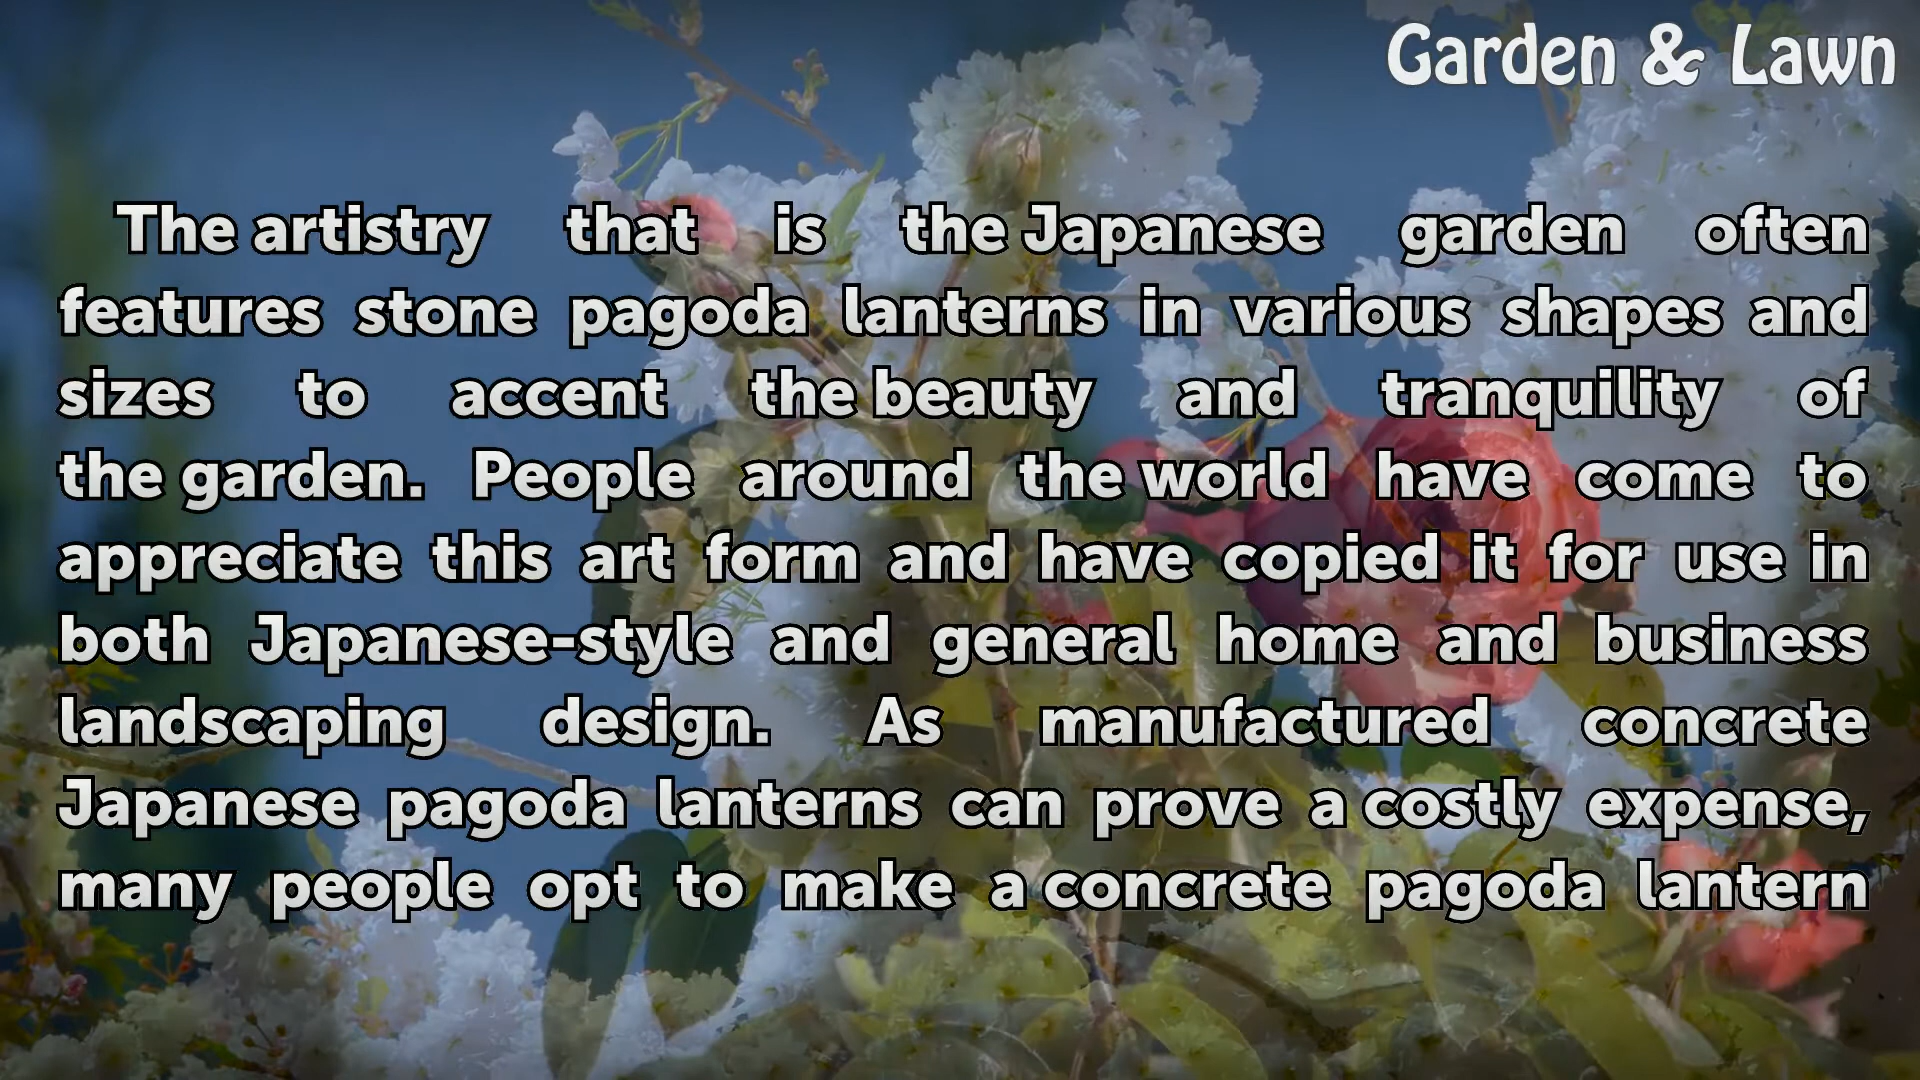 Garden & Lawn
The artistry that is the Japanese garden often
features stone pagoda lanterns in various shapes and
sizes to accent the beauty and tranquility of
the garden. People around the world have come to
appreciate this art form and have copied it for use in
both Japanese-style and general home and business
landscaping design. As manufactured concrete
Japanese pagoda lanterns can prove a costly expense,
many people opt to make a concrete pagoda lantern